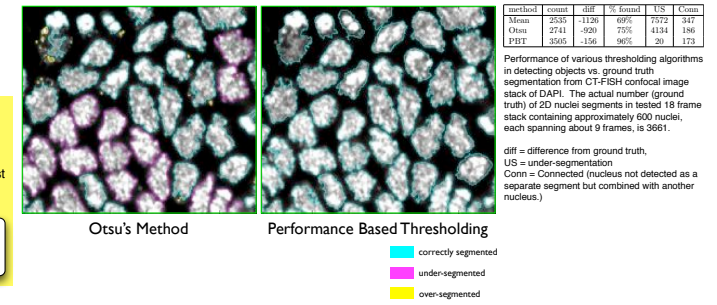 st
Otsu's Method
Performance Based Thresholding
correctly segmented
under-segmented
over-segmented
method count diff % found US Conn
Mean 2535 -1126 69% 7572 347
Otsu 2741 -920 75% 4134 186
PBT 3505 -156 96% 20 173
Performance of various thresholding algorithms
in detecting objects vs. ground truth
segmentation from CT-FISH confocal image
stack of DAPI. The actual number (ground
truth) of 2D nuclei segments in tested 18 frame
stack containing approximately 600 nuclei,
each spanning about 9 frames, is 3661.
diff = difference from ground truth,
US = under-segmentation
Conn = Connected (nucleus not detected as a
separate segment but combined with another
nucleus.)